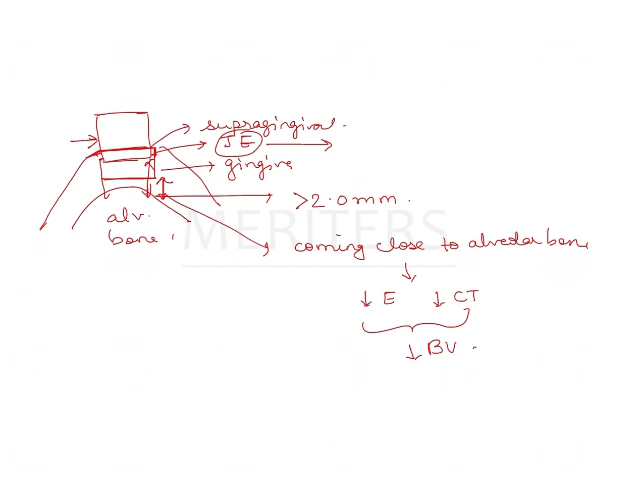 supragingival.
JE
gingiva
>2.0mm.
alv.
bone.
MERITERS
coming close to alveolar bone
↓
↓ E ↓ CT
↓ BV.